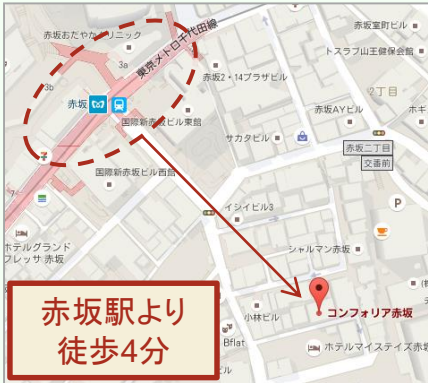 赤坂室町ビル
赤坂おだやかクリニック
トスラブ山王健保会館
3a
東京メトロ千代田線
3b
赤坂2・14プラザビル
2丁目
赤坂
赤坂AYビル
ホキ
国際新赤坂ビル東館
サカタビル
赤坂二丁目
交番前
7
国際新赤坂ビル西館
イシイビル3
P
シャルマン赤坂
ホテルグランド
フレッサ 赤坂
赤坂駅より
徒歩4分
コンフォリア赤坂
小林ビル
Bflat
ホテルマイステイズ赤坂
ビル